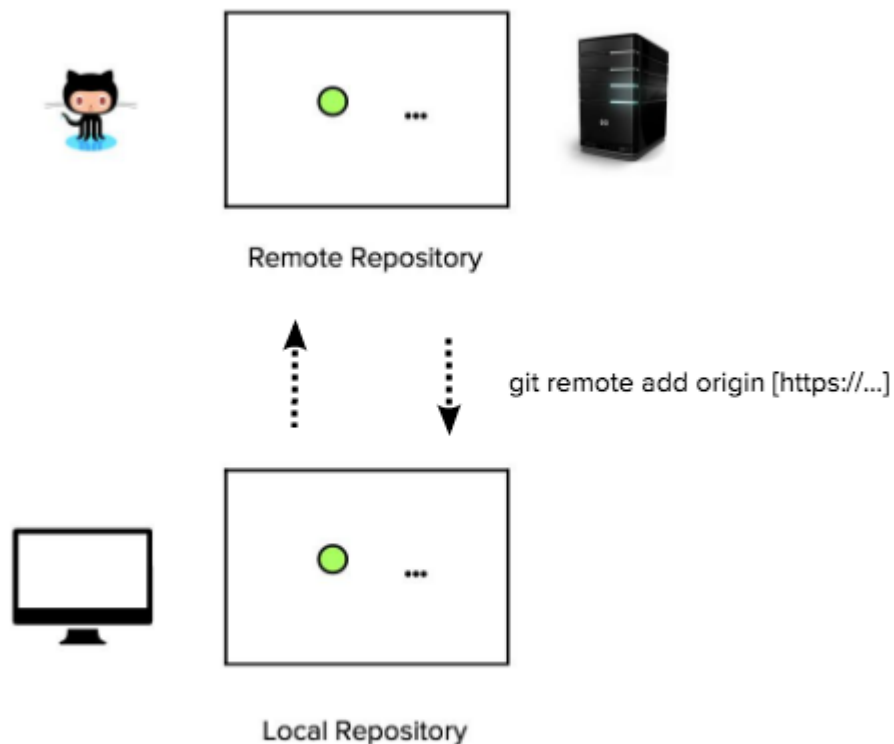 Remote Repository
git remote add origin [https://...]
Local Repository